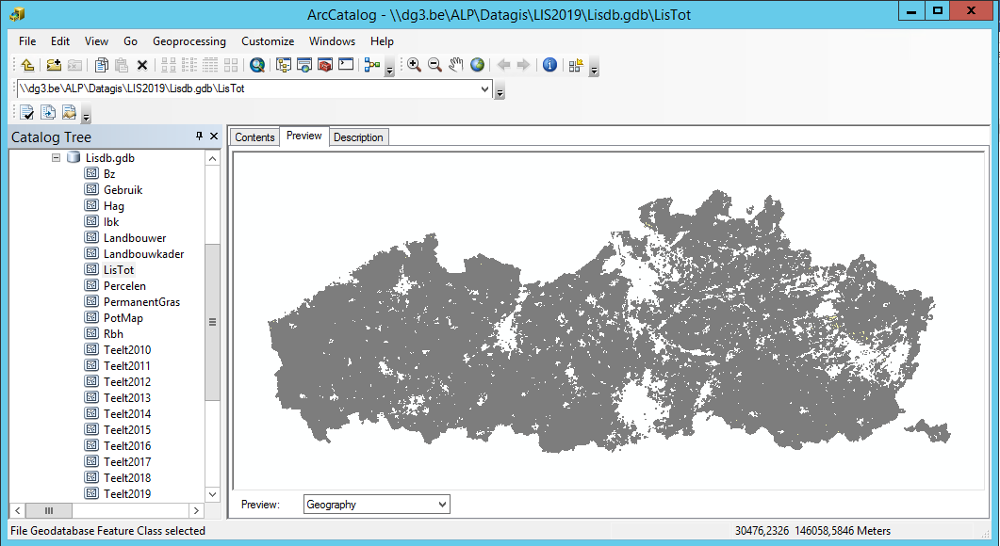 ArcCatalog - \\dg3.be\ALP\Datagis\LIS2019\Lisdb.gdb\LisTot
File Edit View Go Geoprocessing Customize Windows Help
\\dg3.be\ALP\Datagis\LIS2019\Lisdb.gdb\LisTot
Catalog Tree
Lisdb.gdb
Bz
Gebruik
Hag
Ibk
Landbouwer
Landbouwkader
LisTot
Percelen
PermanentGras
PotMap
Rbh
Teelt2010
Teelt2011
Teelt2012
Teelt2013
Teelt2014
Teelt2015
Teelt2016
Teelt2017
Teelt2018
Teelt2019
Contents Preview Description
Preview: Geography
File Geodatabase Feature Class selected
30476,2326 146058,5846 Meters